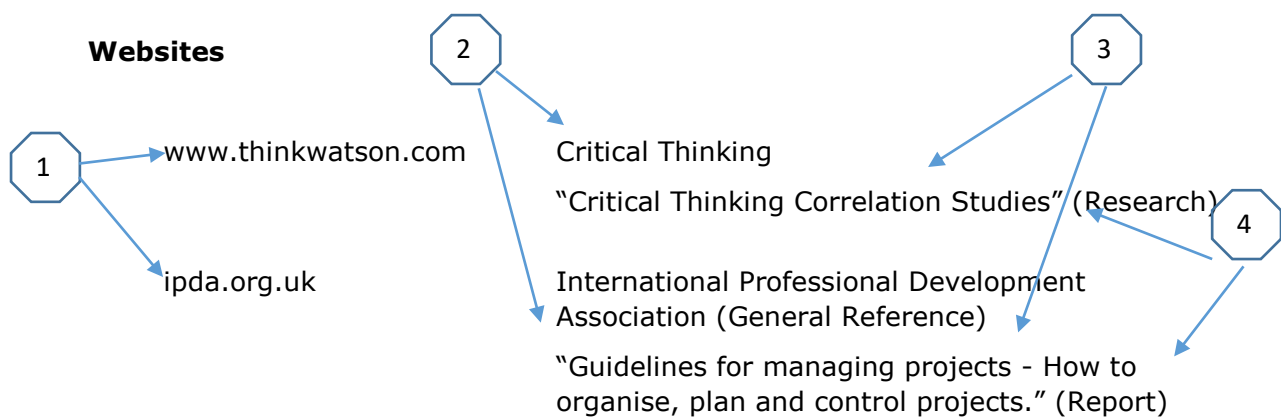 Websites
2
3
1
www.thinkwatson.com Critical Thinking
“Critical Thinking Correlation Studies” (Research)
4
ipda.org.uk International Professional Development
Association (General Reference)
“Guidelines for managing projects - How to
organise, plan and control projects.” (Report)